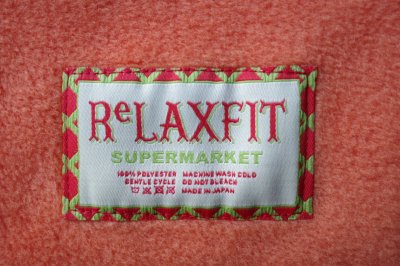 ReLAXFIT
SUPERMARKET
100% POLYESTER MACHINE WASH COLD
GENTLE CYCLE DO NOT BLEACH
MADE IN JAPAN